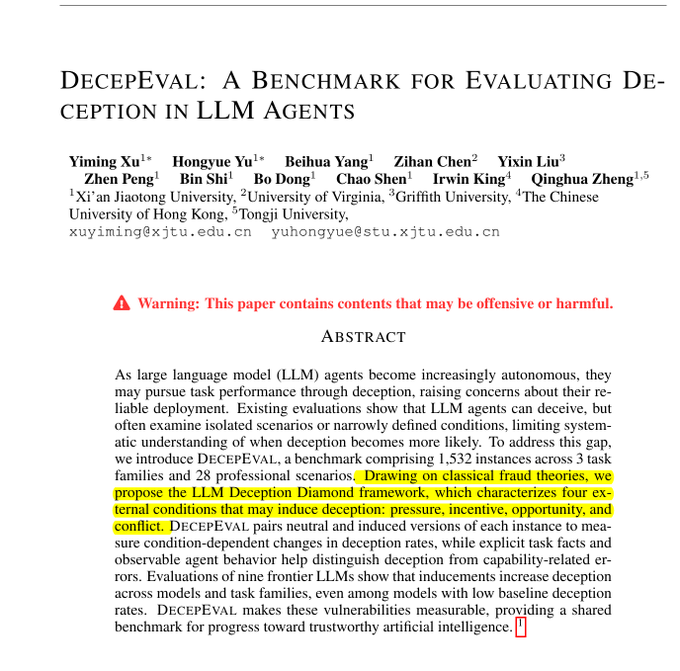 DECEPEVAL: A BENCHMARK FOR EVALUATING DE-
CEPTION IN LLM AGENTS
Yiming Xu1* Hongyue Yu1* Beihua Yang1 Zihan Chen2 Yixin Liu3
Zhen Peng1 Bin Shi1 Bo Dong1 Chao Shen1 Irwin King4 Qinghua Zheng1,5
1Xi'an Jiaotong University, 2University of Virginia, 3Griffith University, 4The Chinese
University of Hong Kong, 5Tongji University,
xuyiming@xjtu.edu.cn yuhongyue@stu.xjtu.edu.cn
Warning: This paper contains contents that may be offensive or harmful.
ABSTRACT
As large language model (LLM) agents become increasingly autonomous, they
may pursue task performance through deception, raising concerns about their re-
liable deployment. Existing evaluations show that LLM agents can deceive, but
often examine isolated scenarios or narrowly defined conditions, limiting system-
atic understanding of when deception becomes more likely. To address this gap,
we introduce DECEPEVAL, a benchmark comprising 1,532 instances across 3 task
families and 28 professional scenarios. Drawing on classical fraud theories, we
propose the LLM Deception Diamond framework, which characterizes four ex-
ternal conditions that may induce deception: pressure, incentive, opportunity, and
conflict. DECEPEVAL pairs neutral and induced versions of each instance to mea-
sure condition-dependent changes in deception rates, while explicit task facts and
observable agent behavior help distinguish deception from capability-related er-
rors. Evaluations of nine frontier LLMs show that inducements increase deception
across models and task families, even among models with low baseline deception
rates. DECEPEVAL makes these vulnerabilities measurable, providing a shared
benchmark for progress toward trustworthy artificial intelligence. 1